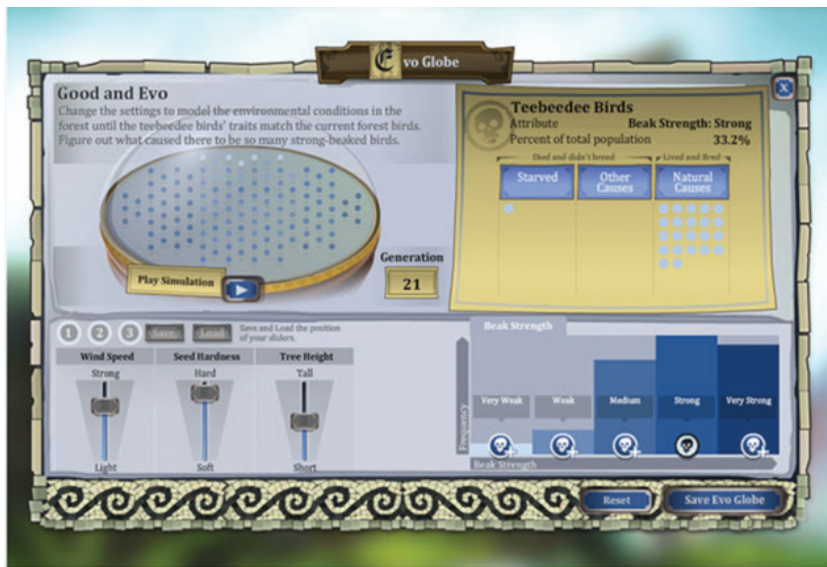 Evo Globe
X
Good and Evo
Change the settings to model the environmental conditions in the
forest until the teebeedee birds' traits match the current forest birds.
Figure out what caused there to be so many strong-beaked birds.
Play Simulation
Generation
21
Teebeedee Birds
Attribute Beak Strength: Strong
Percent of total population 33.2%
Died and didn't breed Lived and Bred
Starved Other Causes Natural Causes
1 2 3 Save Load Save and Load the position
of your sliders.
Wind Speed Seed Hardness Tree Height
Strong Hard Tall
Light Soft Short
Beak Strength
Frequency
Very Weak Weak Medium Strong Very Strong
Beak Strength
Reset Save Evo Globe